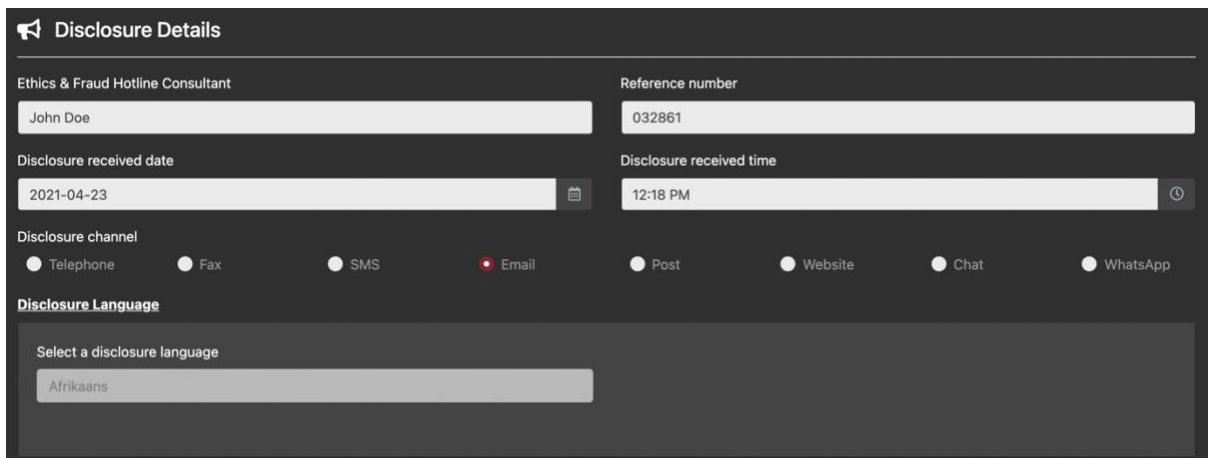 Disclosure Details
Ethics & Fraud Hotline Consultant
Reference number
John Doe
032861
Disclosure received date
Disclosure received time
2021-04-23
12:18 PM
Disclosure channel
Telephone Fax SMS Email Post Website Chat WhatsApp
Disclosure Language
Select a disclosure language
Afrikaans